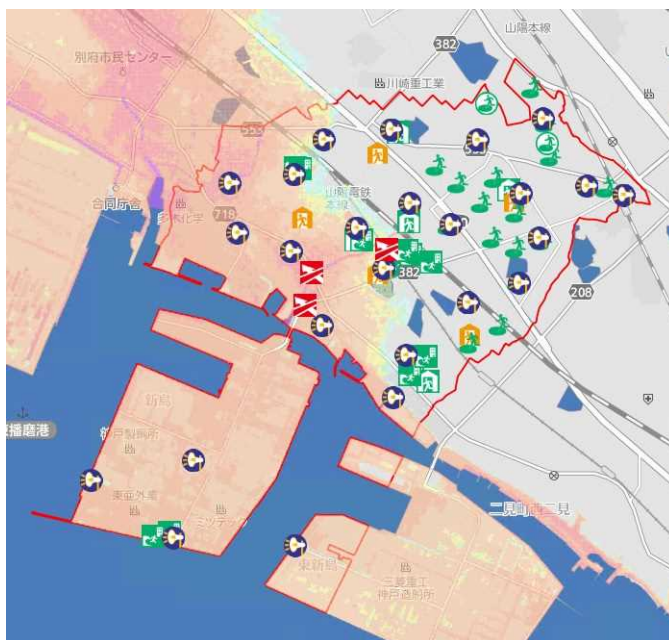 山陽本線
382
別府市民センター
川崎重工業
553
山陽電鉄
本線
合同庁舎
多木化学
718
382
208
新島
神戸製鋼所
東播磨港
東亜外業
ミツテック
二見町西二見
東新島
三菱重工
神戸造船所